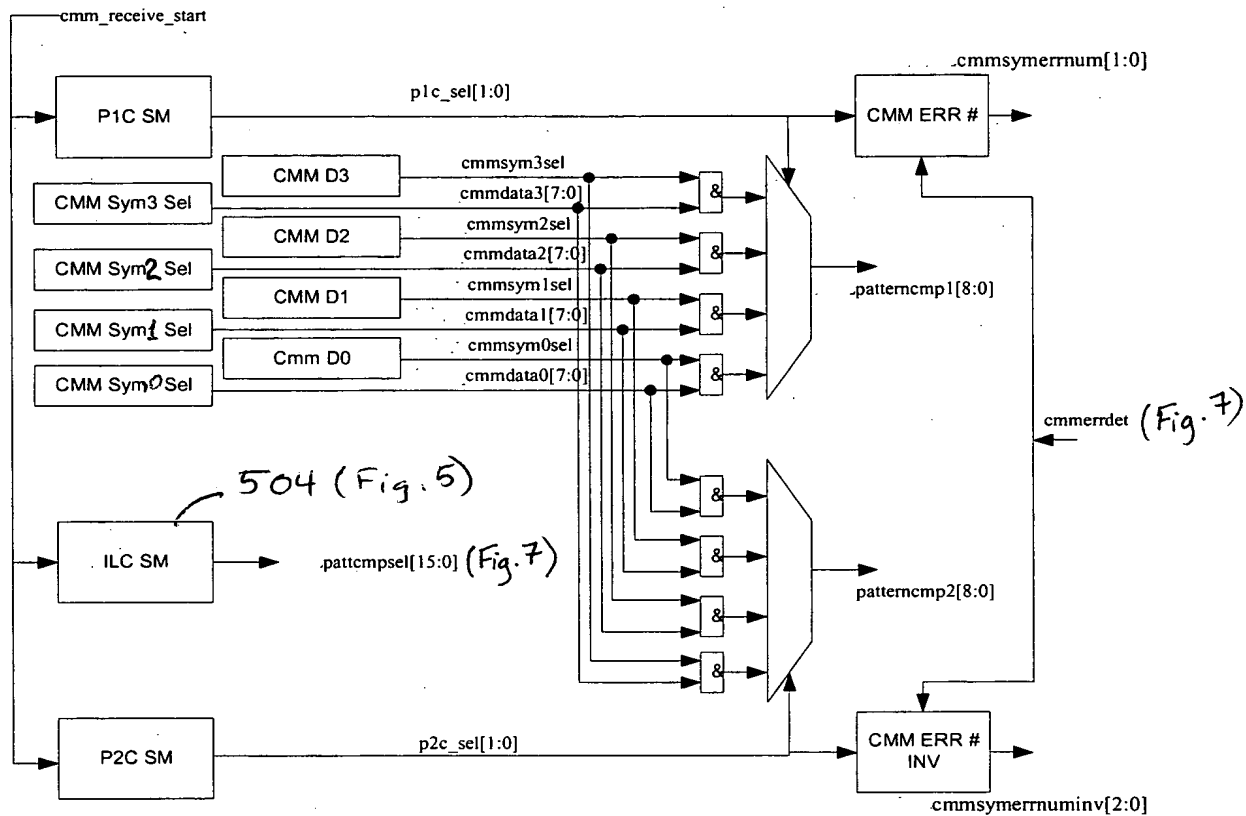 cmm_receive_start
.cmmsymerrnum[1:0]
P1C SM
p1c_sel[1:0]
CMM ERR #
CMM D3
cmmsym3sel
CMM Sym3 Sel
cmmdata3[7:0]
&
CMM D2
cmmsym2sel
CMM Sym2 Sel
cmmdata2[7:0]
&
CMM D1
cmmsym1sel
CMM Sym1 Sel
cmmdata1[7:0]
&
Cmm D0
cmmsym0sel
CMM Sym0 Sel
cmmdata0[7:0]
&
.patterncmp1[8:0]
cmmerrdet (Fig. 7)
504 (Fig. 5)
ILC SM
.pattcmpsel[15:0] (Fig. 7)
&
&
&
&
patterncmp2[8:0]
P2C SM
p2c_sel[1:0]
CMM ERR #
INV
.cmmsymerrnuminv[2:0]